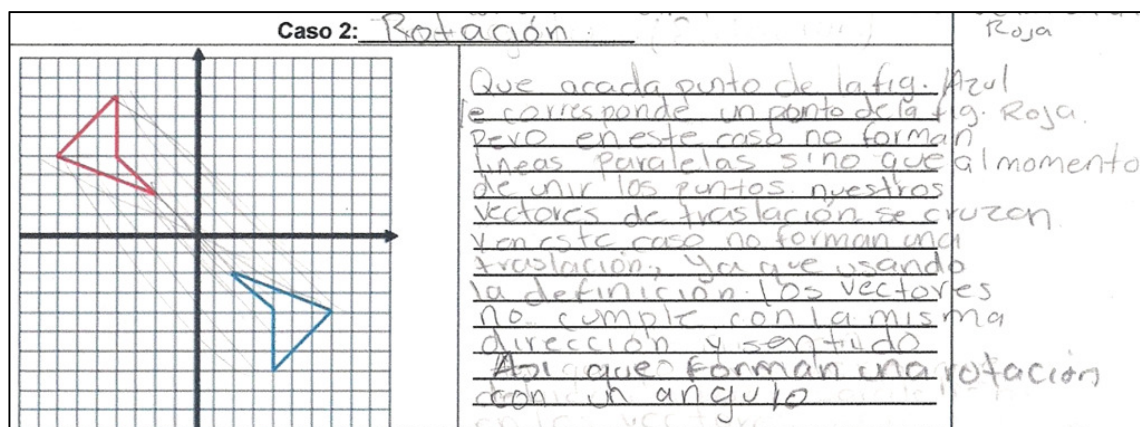 Caso 2: Rotación
Roja
Que acada punto de la fig. Azul
le corresponde un ponto de la fig. Roja.
pero en este caso no forman
lineas paralelas sino que al momento
de unir los puntos nuestros
vectores de traslación se cruzan
y en este caso no forman una
traslación, ya que usando
la definición los vectores
no cumple con la misma
dirección y sentido
Asi que forman una rotación
con un angulo